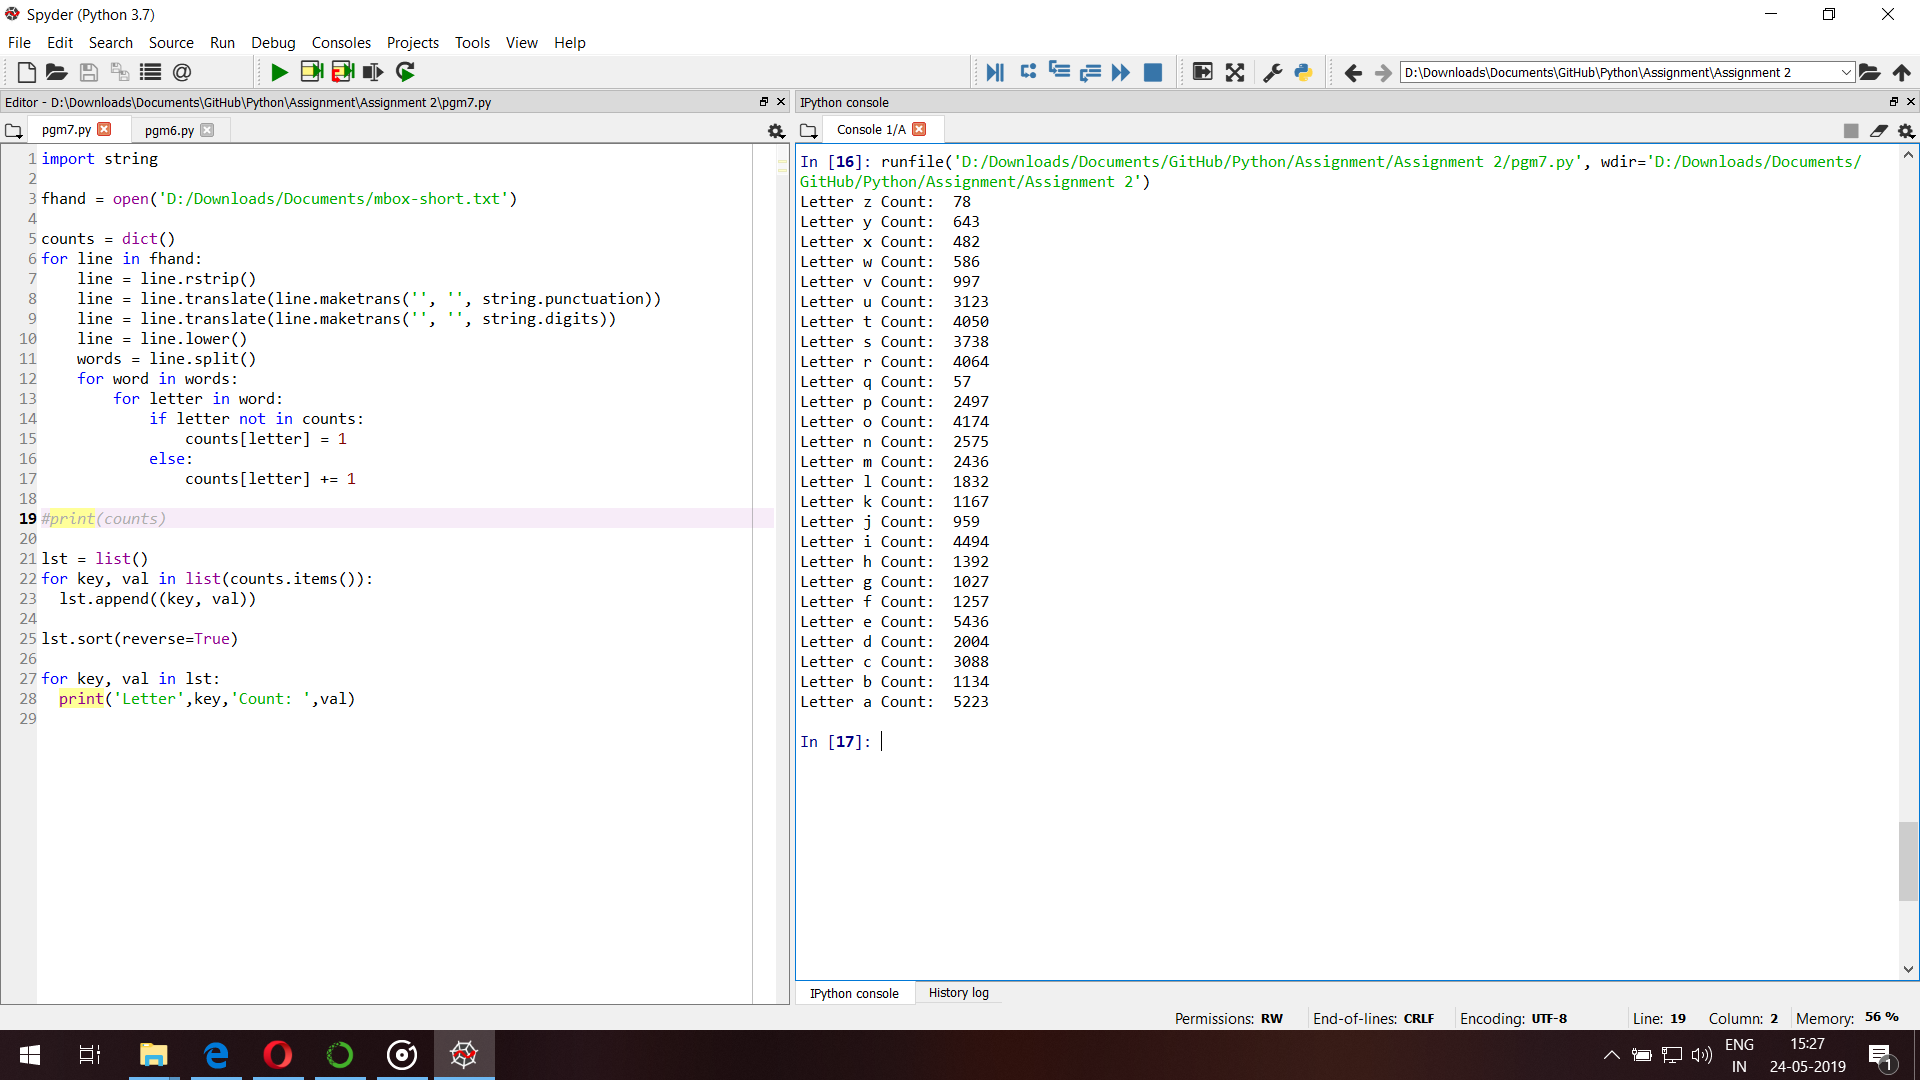 Spyder (Python 3.7)
File Edit Search Source Run Debug Consoles Projects Tools View Help
D:\Downloads\Documents\GitHub\Python\Assignment\Assignment 2
Editor - D:\Downloads\Documents\GitHub\Python\Assignment\Assignment 2\pgm7.py
pgm7.py pgm6.py
1 import string
2
3 fhand = open('D:/Downloads/Documents/mbox-short.txt')
4
5 counts = dict()
6 for line in fhand:
7     line = line.rstrip()
8     line = line.translate(line.maketrans('', '', string.punctuation))
9     line = line.translate(line.maketrans('', '', string.digits))
10     line = line.lower()
11     words = line.split()
12     for word in words:
13         for letter in word:
14             if letter not in counts:
15                 counts[letter] = 1
16             else:
17                 counts[letter] += 1
18
19 #print(counts)
20
21 lst = list()
22 for key, val in list(counts.items()):
23   lst.append((key, val))
24
25 lst.sort(reverse=True)
26
27 for key, val in lst:
28   print('Letter',key,'Count: ',val)
29
IPython console
Console 1/A
In [16]: runfile('D:/Downloads/Documents/GitHub/Python/Assignment/Assignment 2/pgm7.py', wdir='D:/Downloads/Documents/
GitHub/Python/Assignment/Assignment 2')
Letter z Count:  78
Letter y Count:  643
Letter x Count:  482
Letter w Count:  586
Letter v Count:  997
Letter u Count:  3123
Letter t Count:  4050
Letter s Count:  3738
Letter r Count:  4064
Letter q Count:  57
Letter p Count:  2497
Letter o Count:  4174
Letter n Count:  2575
Letter m Count:  2436
Letter l Count:  1832
Letter k Count:  1167
Letter j Count:  959
Letter i Count:  4494
Letter h Count:  1392
Letter g Count:  1027
Letter f Count:  1257
Letter e Count:  5436
Letter d Count:  2004
Letter c Count:  3088
Letter b Count:  1134
Letter a Count:  5223
In [17]:
IPython console History log
Permissions: RW End-of-lines: CRLF Encoding: UTF-8 Line: 19 Column: 2 Memory: 56 %
ENG 15:27
IN 24-05-2019 1